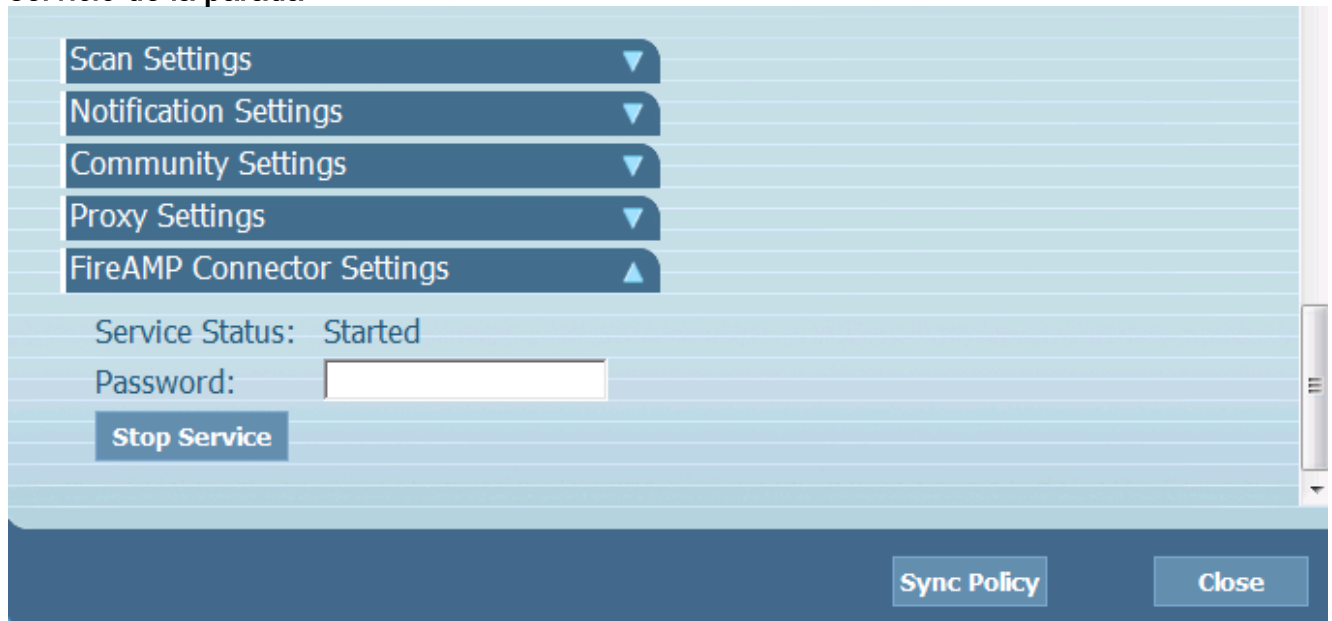 Scan Settings
Notification Settings
Community Settings
Proxy Settings
FireAMP Connector Settings
Service Status: Started
Password:
Stop Service
Sync Policy
Close